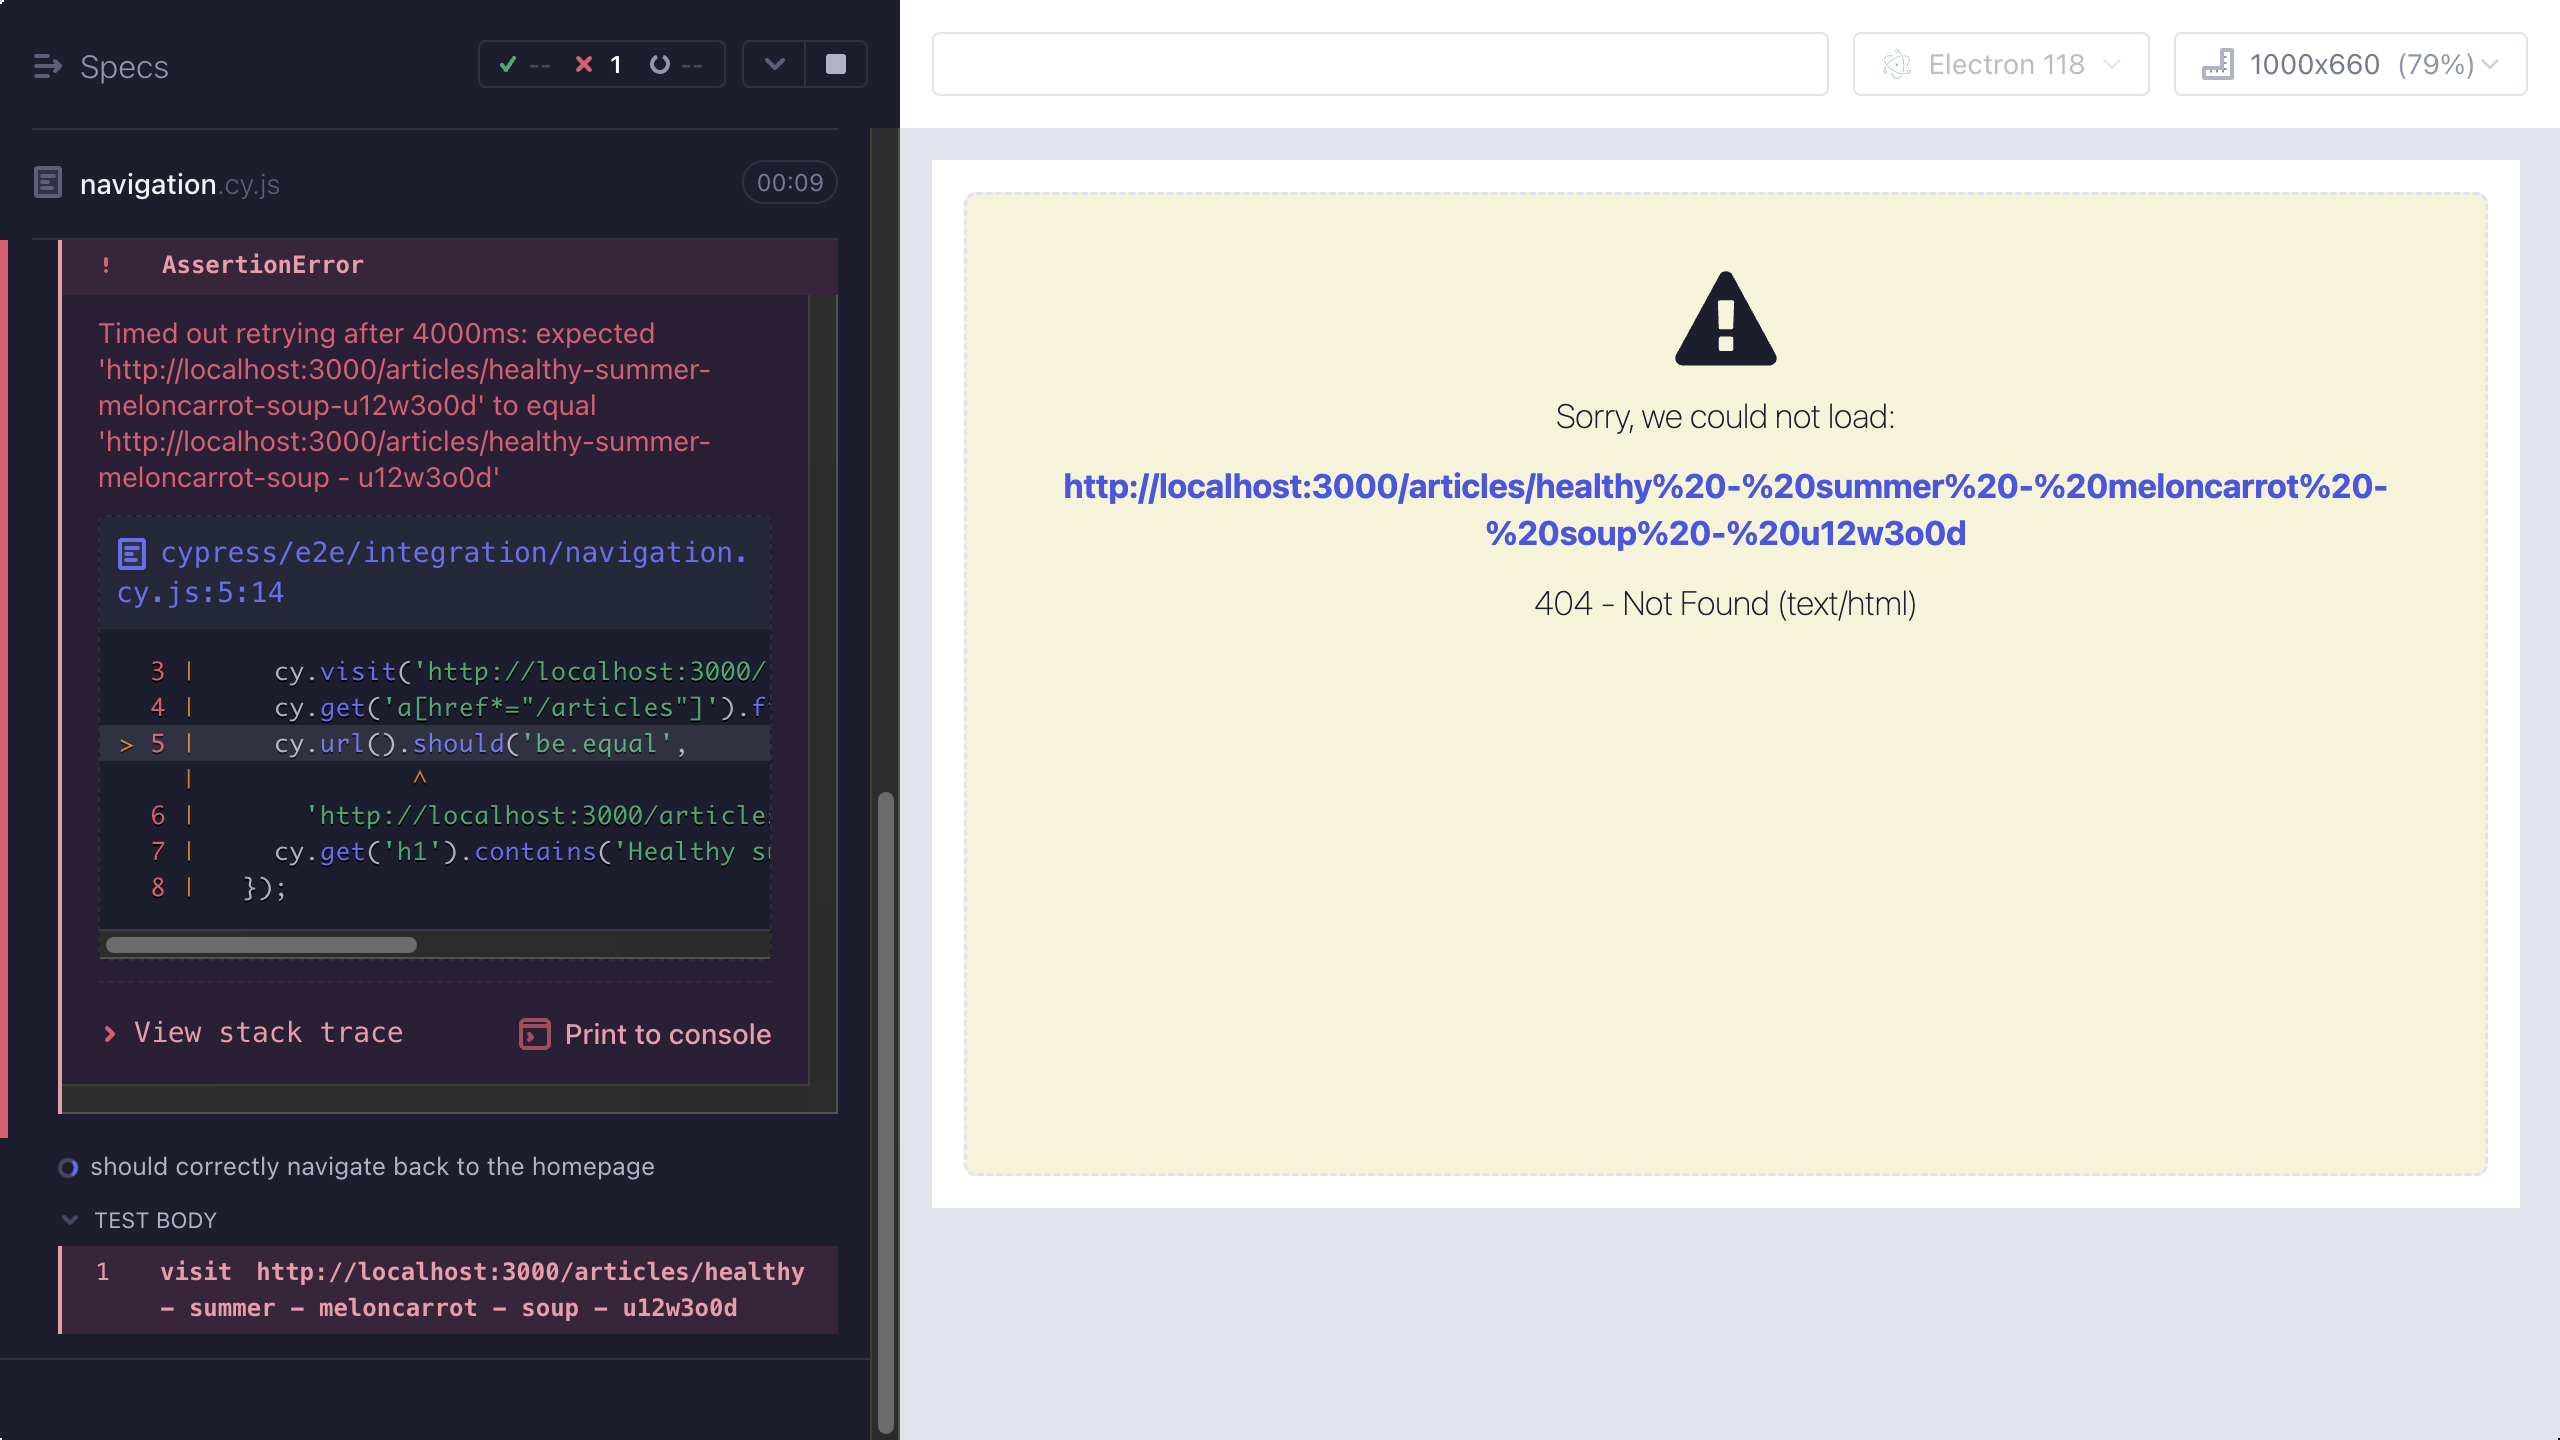 Specs
-- 1 --
navigation.cy.js 00:09
! AssertionError
Timed out retrying after 4000ms: expected
'http://localhost:3000/articles/healthy-summer-
meloncarrot-soup-u12w3o0d' to equal
'http://localhost:3000/articles/healthy-summer-
meloncarrot-soup - u12w3o0d'
cypress/e2e/integration/navigation.
cy.js:5:14
3 | cy.visit('http://localhost:3000/
4 | cy.get('a[href*="/articles"]').f
> 5 | cy.url().should('be.equal',
| ^
6 | 'http://localhost:3000/article
7 | cy.get('h1').contains('Healthy s
8 | });
View stack trace
Print to console
should correctly navigate back to the homepage
TEST BODY
1 visit http://localhost:3000/articles/healthy
- summer - meloncarrot - soup - u12w3o0d
Electron 118
1000x660 (79%)
Sorry, we could not load:
http://localhost:3000/articles/healthy%20-%20summer%20-%20meloncarrot%20-
%20soup%20-%20u12w3o0d
404 - Not Found (text/html)